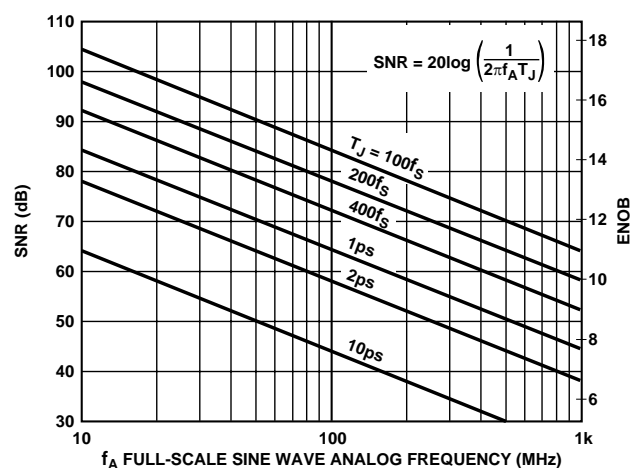 110
100
90
80
70
60
50
40
30
SNR (dB)
10
100
1k
fA FULL-SCALE SINE WAVE ANALOG FREQUENCY (MHz)
18
16
14
12
10
8
6
ENOB
SNR = 20log (1 / 2πfATJ)
TJ = 100fS
200fS
400fS
1ps
2ps
10ps